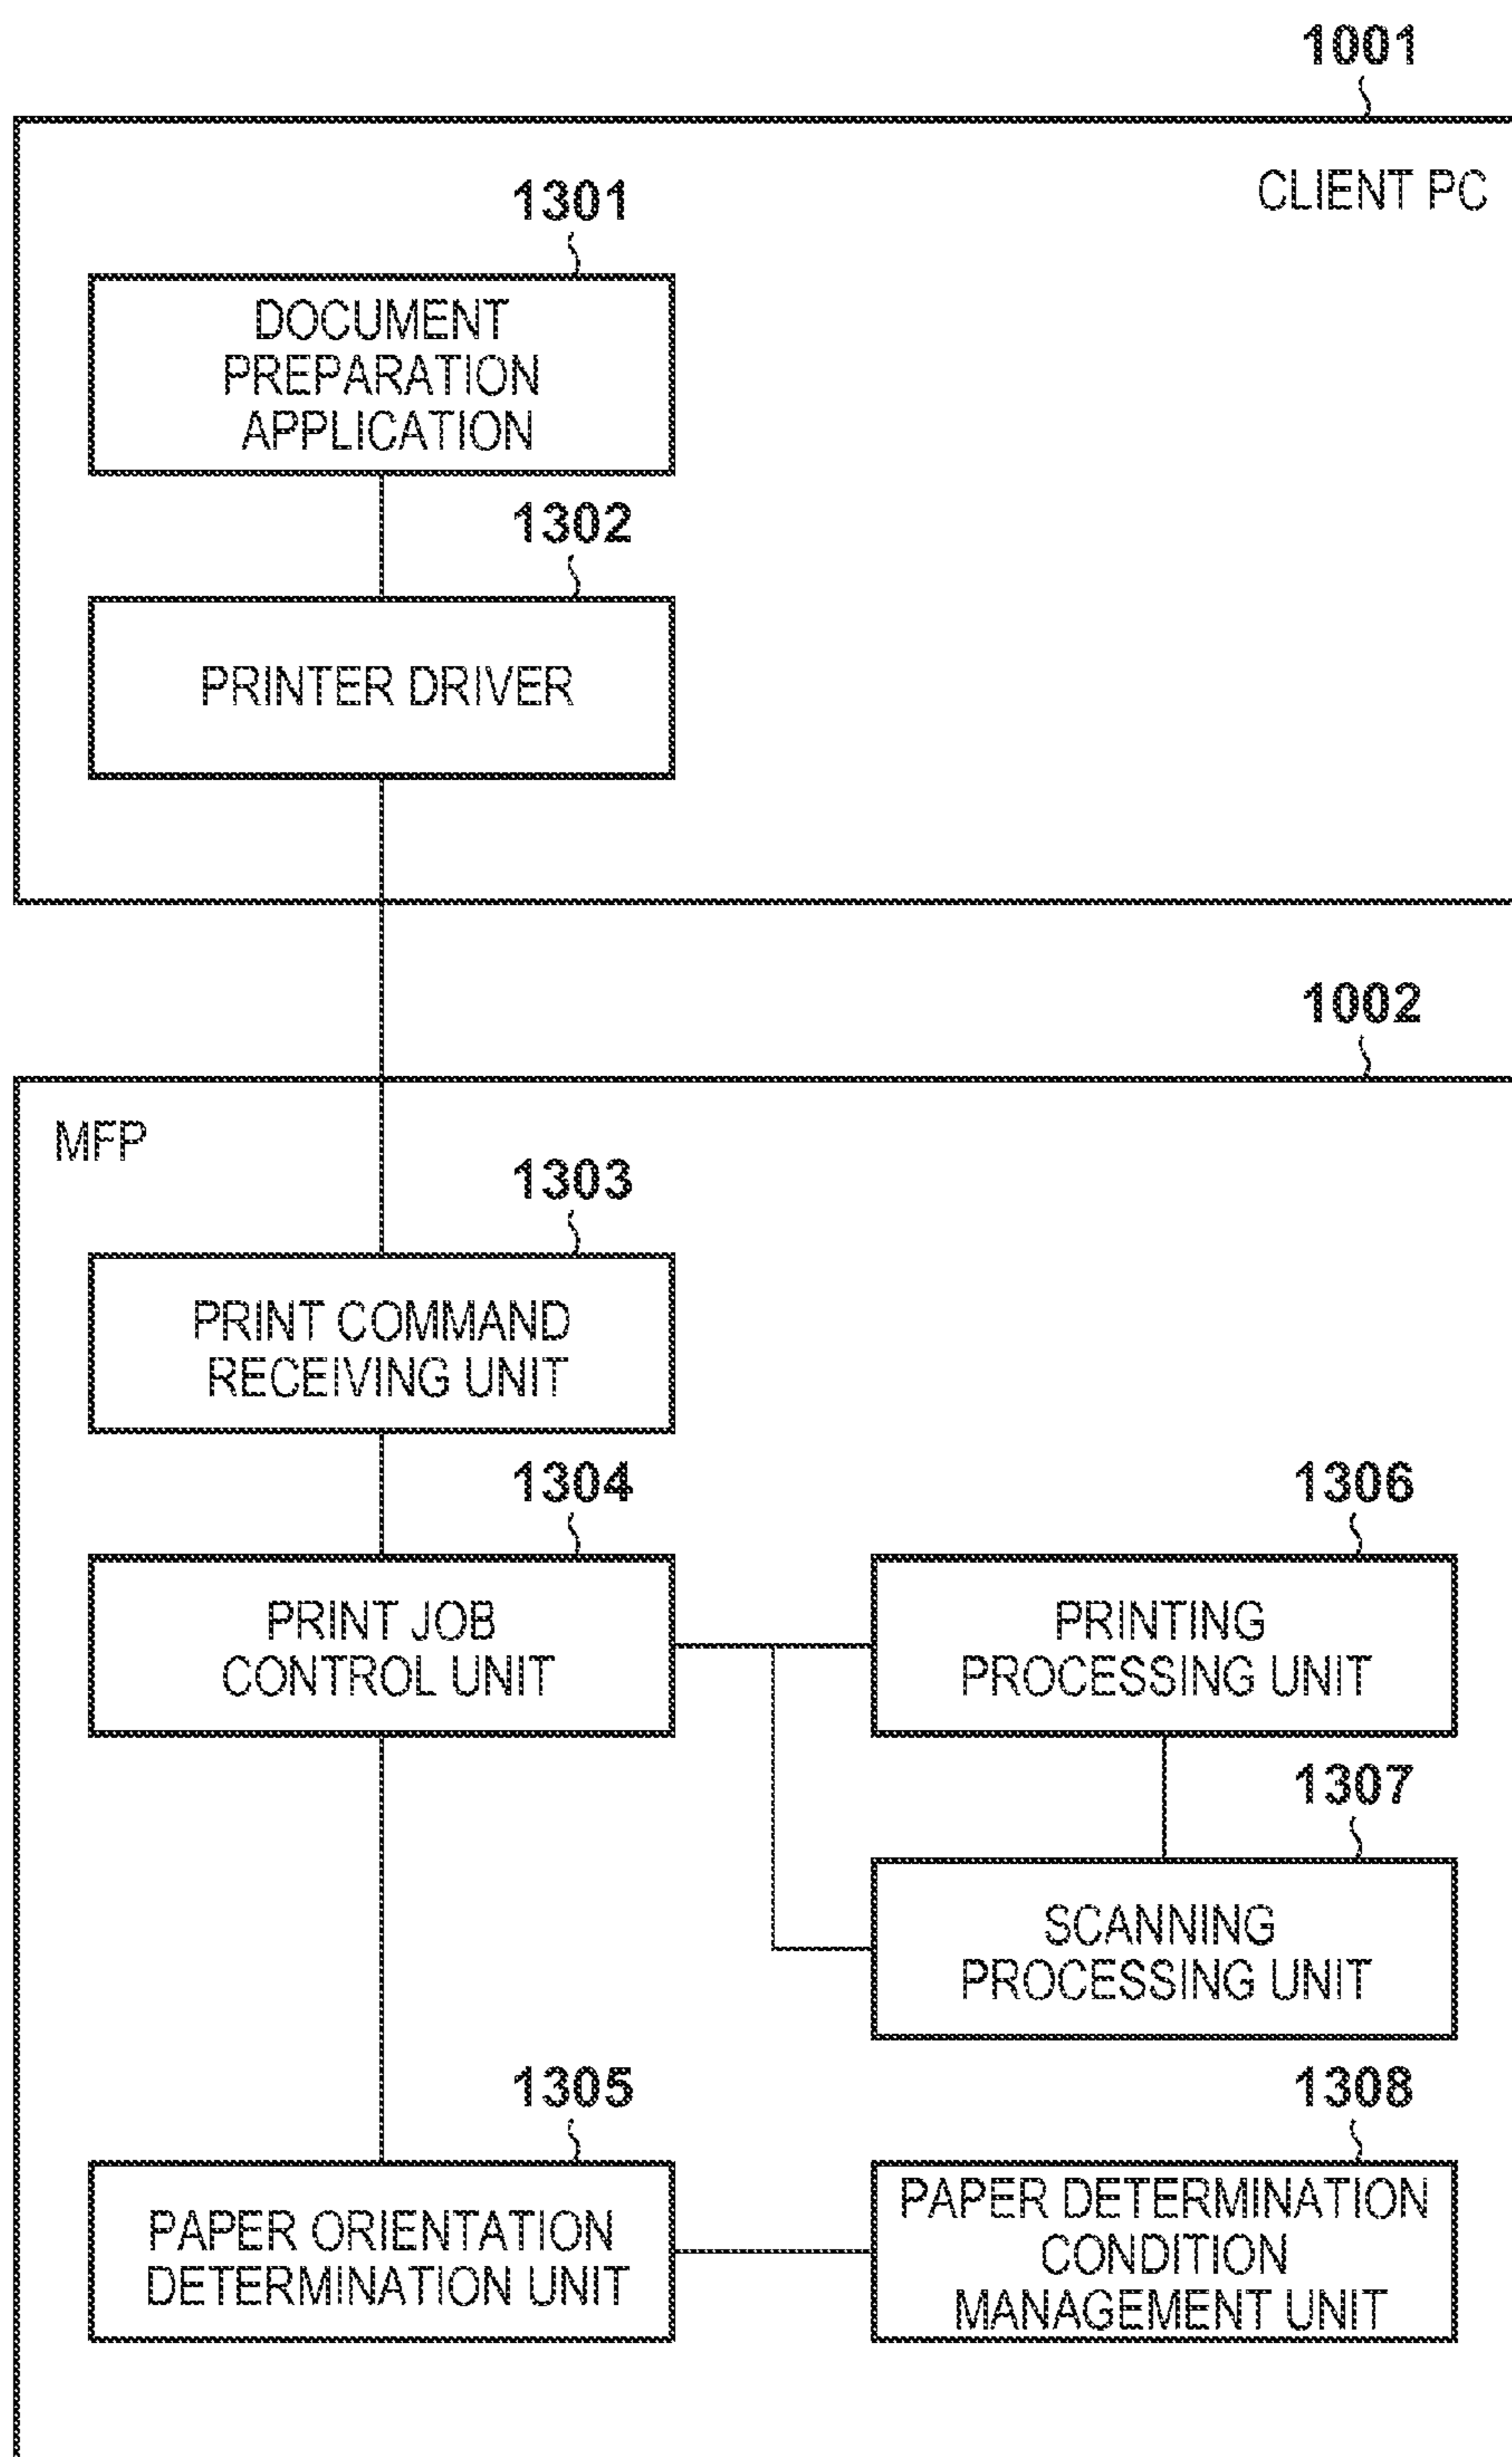 1001
CLIENT PC
1301
DOCUMENT
PREPARATION
APPLICATION
1302
PRINTER DRIVER
1002
MFP
1303
PRINT COMMAND
RECEIVING UNIT
1304
PRINT JOB
CONTROL UNIT
1306
PRINTING
PROCESSING UNIT
1307
SCANNING
PROCESSING UNIT
1305
PAPER ORIENTATION
DETERMINATION UNIT
1308
PAPER DETERMINATION
CONDITION
MANAGEMENT UNIT